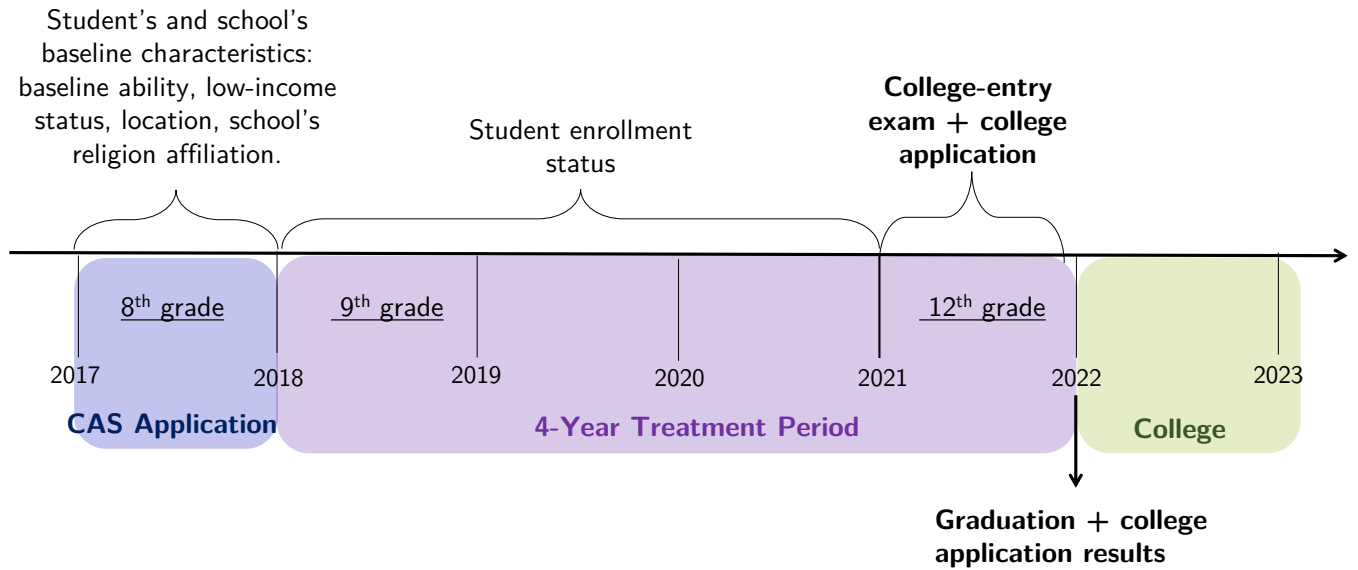 Student's and school's
baseline characteristics:
baseline ability, low-income
status, location, school's
religion affiliation.
Student enrollment
status
College-entry
exam + college
application
8th grade
9th grade
12th grade
2017
2018
2019
2020
2021
2022
2023
CAS Application
4-Year Treatment Period
College
Graduation + college
application results